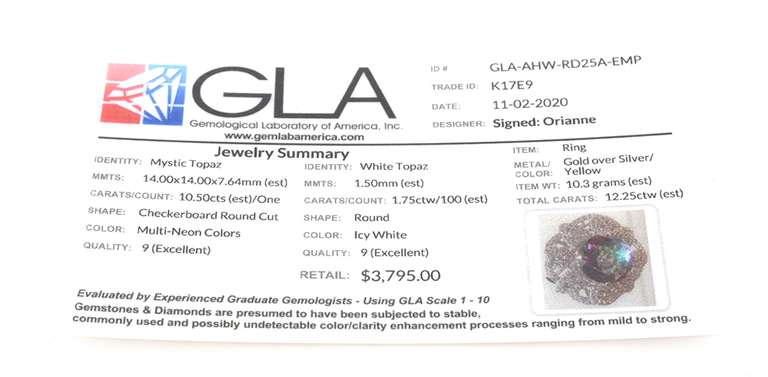 GLA
Gemological Laboratory of America, Inc.
www.gemlabamerica.com
ID # GLA-AHW-RD25A-EMP
TRADE ID: K17E9
DATE: 11-02-2020
DESIGNER: Signed: Orianne
Jewelry Summary
IDENTITY: Mystic Topaz
MMTS: 14.00x14.00x7.64mm (est)
CARATS/COUNT: 10.50cts (est)/One
SHAPE: Checkerboard Round Cut
COLOR: Multi-Neon Colors
QUALITY: 9 (Excellent)
IDENTITY: White Topaz
MMTS: 1.50mm (est)
CARATS/COUNT: 1.75ctw/100 (est)
SHAPE: Round
COLOR: Icy White
QUALITY: 9 (Excellent)
ITEM: Ring
METAL/ Gold over Silver/
COLOR: Yellow
ITEM WT: 10.3 grams (est)
TOTAL CARATS: 12.25ctw (est)
RETAIL: $3,795.00
Evaluated by Experienced Graduate Gemologists - Using GLA Scale 1 - 10
Gemstones & Diamonds are presumed to have been subjected to stable,
commonly used and possibly undetectable color/clarity enhancement processes ranging from mild to strong.